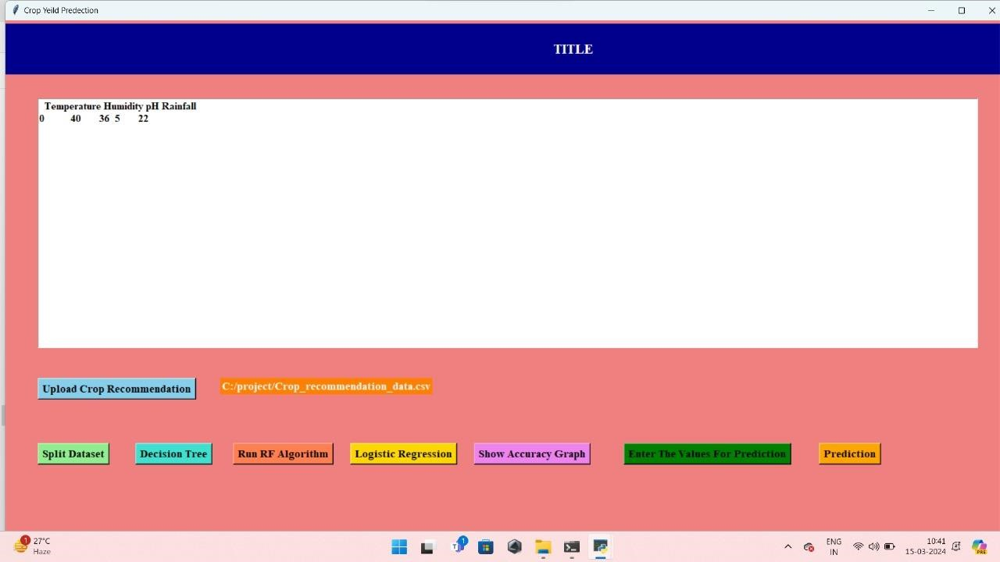 Crop Yeild Predection
TITLE
Temperature Humidity pH Rainfall
0 40 36 5 22
Upload Crop Recommendation C:/project/Crop_recommendation_data.csv
Split Dataset Decision Tree Run RF Algorithm Logistic Regression Show Accuracy Graph Enter The Values For Prediction Prediction
1 27°C 1 ENG 10:41
Haze IN 15-03-2024 PRE